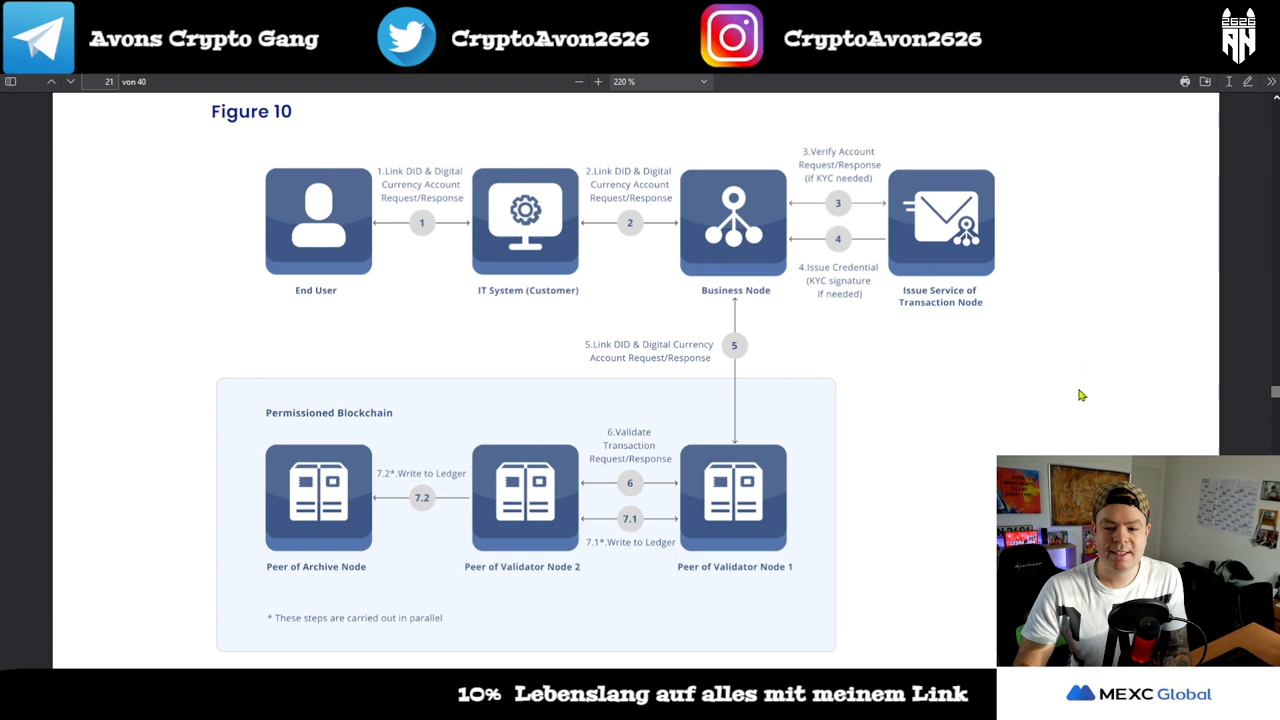 Avons Crypto Gang
CryptoAvon2626
CryptoAvon2626
2626
AN
21 von 40
220 %
Figure 10
1.Link DID & Digital
Currency Account
Request/Response
1
2.Link DID & Digital
Currency Account
Request/Response
2
3.Verify Account
Request/Response
(if KYC needed)
3
4
4.Issue Credential
(KYC signature
if needed)
End User
IT System (Customer)
Business Node
Issue Service of
Transaction Node
5.Link DID & Digital Currency
Account Request/Response
5
Permissioned Blockchain
6.Validate
Transaction
Request/Response
6
7.2*.Write to Ledger
7.2
7.1
7.1*.Write to Ledger
Peer of Archive Node
Peer of Validator Node 2
Peer of Validator Node 1
* These steps are carried out in parallel
10% Lebenslang auf alles mit meinem Link
MEXC Global